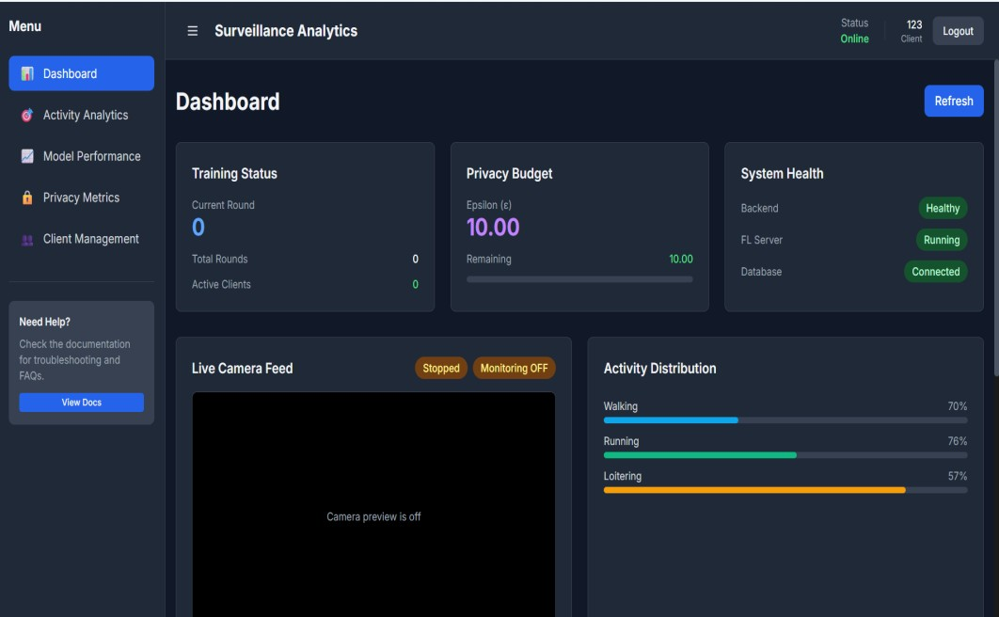 Menu
Dashboard
Activity Analytics
Model Performance
Privacy Metrics
Client Management
Need Help?
Check the documentation
for troubleshooting and
FAQs.
View Docs
☰ Surveillance Analytics
Status
Online
123
Client
Logout
Dashboard
Refresh
Training Status
Current Round
0
Total Rounds 0
Active Clients 0
Privacy Budget
Epsilon (ε)
10.00
Remaining 10.00
System Health
Backend Healthy
FL Server Running
Database Connected
Live Camera Feed Stopped Monitoring OFF
Camera preview is off
Activity Distribution
Walking 70%
Running 76%
Loitering 57%